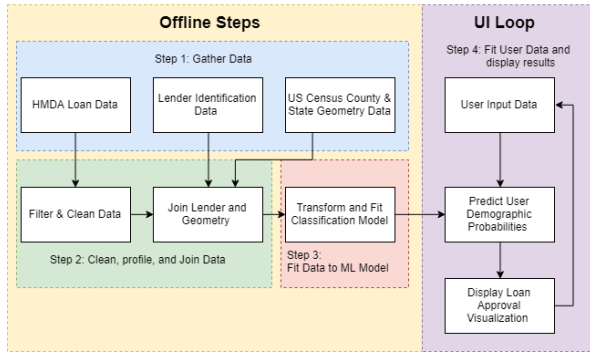 Offline Steps
UI Loop
Step 1: Gather Data
Step 4: Fit User Data and
display results
HMDA Loan Data
Lender Identification
Data
US Census County &
State Geometry Data
User Input Data
Filter & Clean Data
Join Lender and
Geometry
Transform and Fit
Classification Model
Predict User
Demographic
Probabilities
Step 2: Clean, profile, and Join Data
Step 3:
Fit Data to ML Model
Display Loan
Approval
Visualization